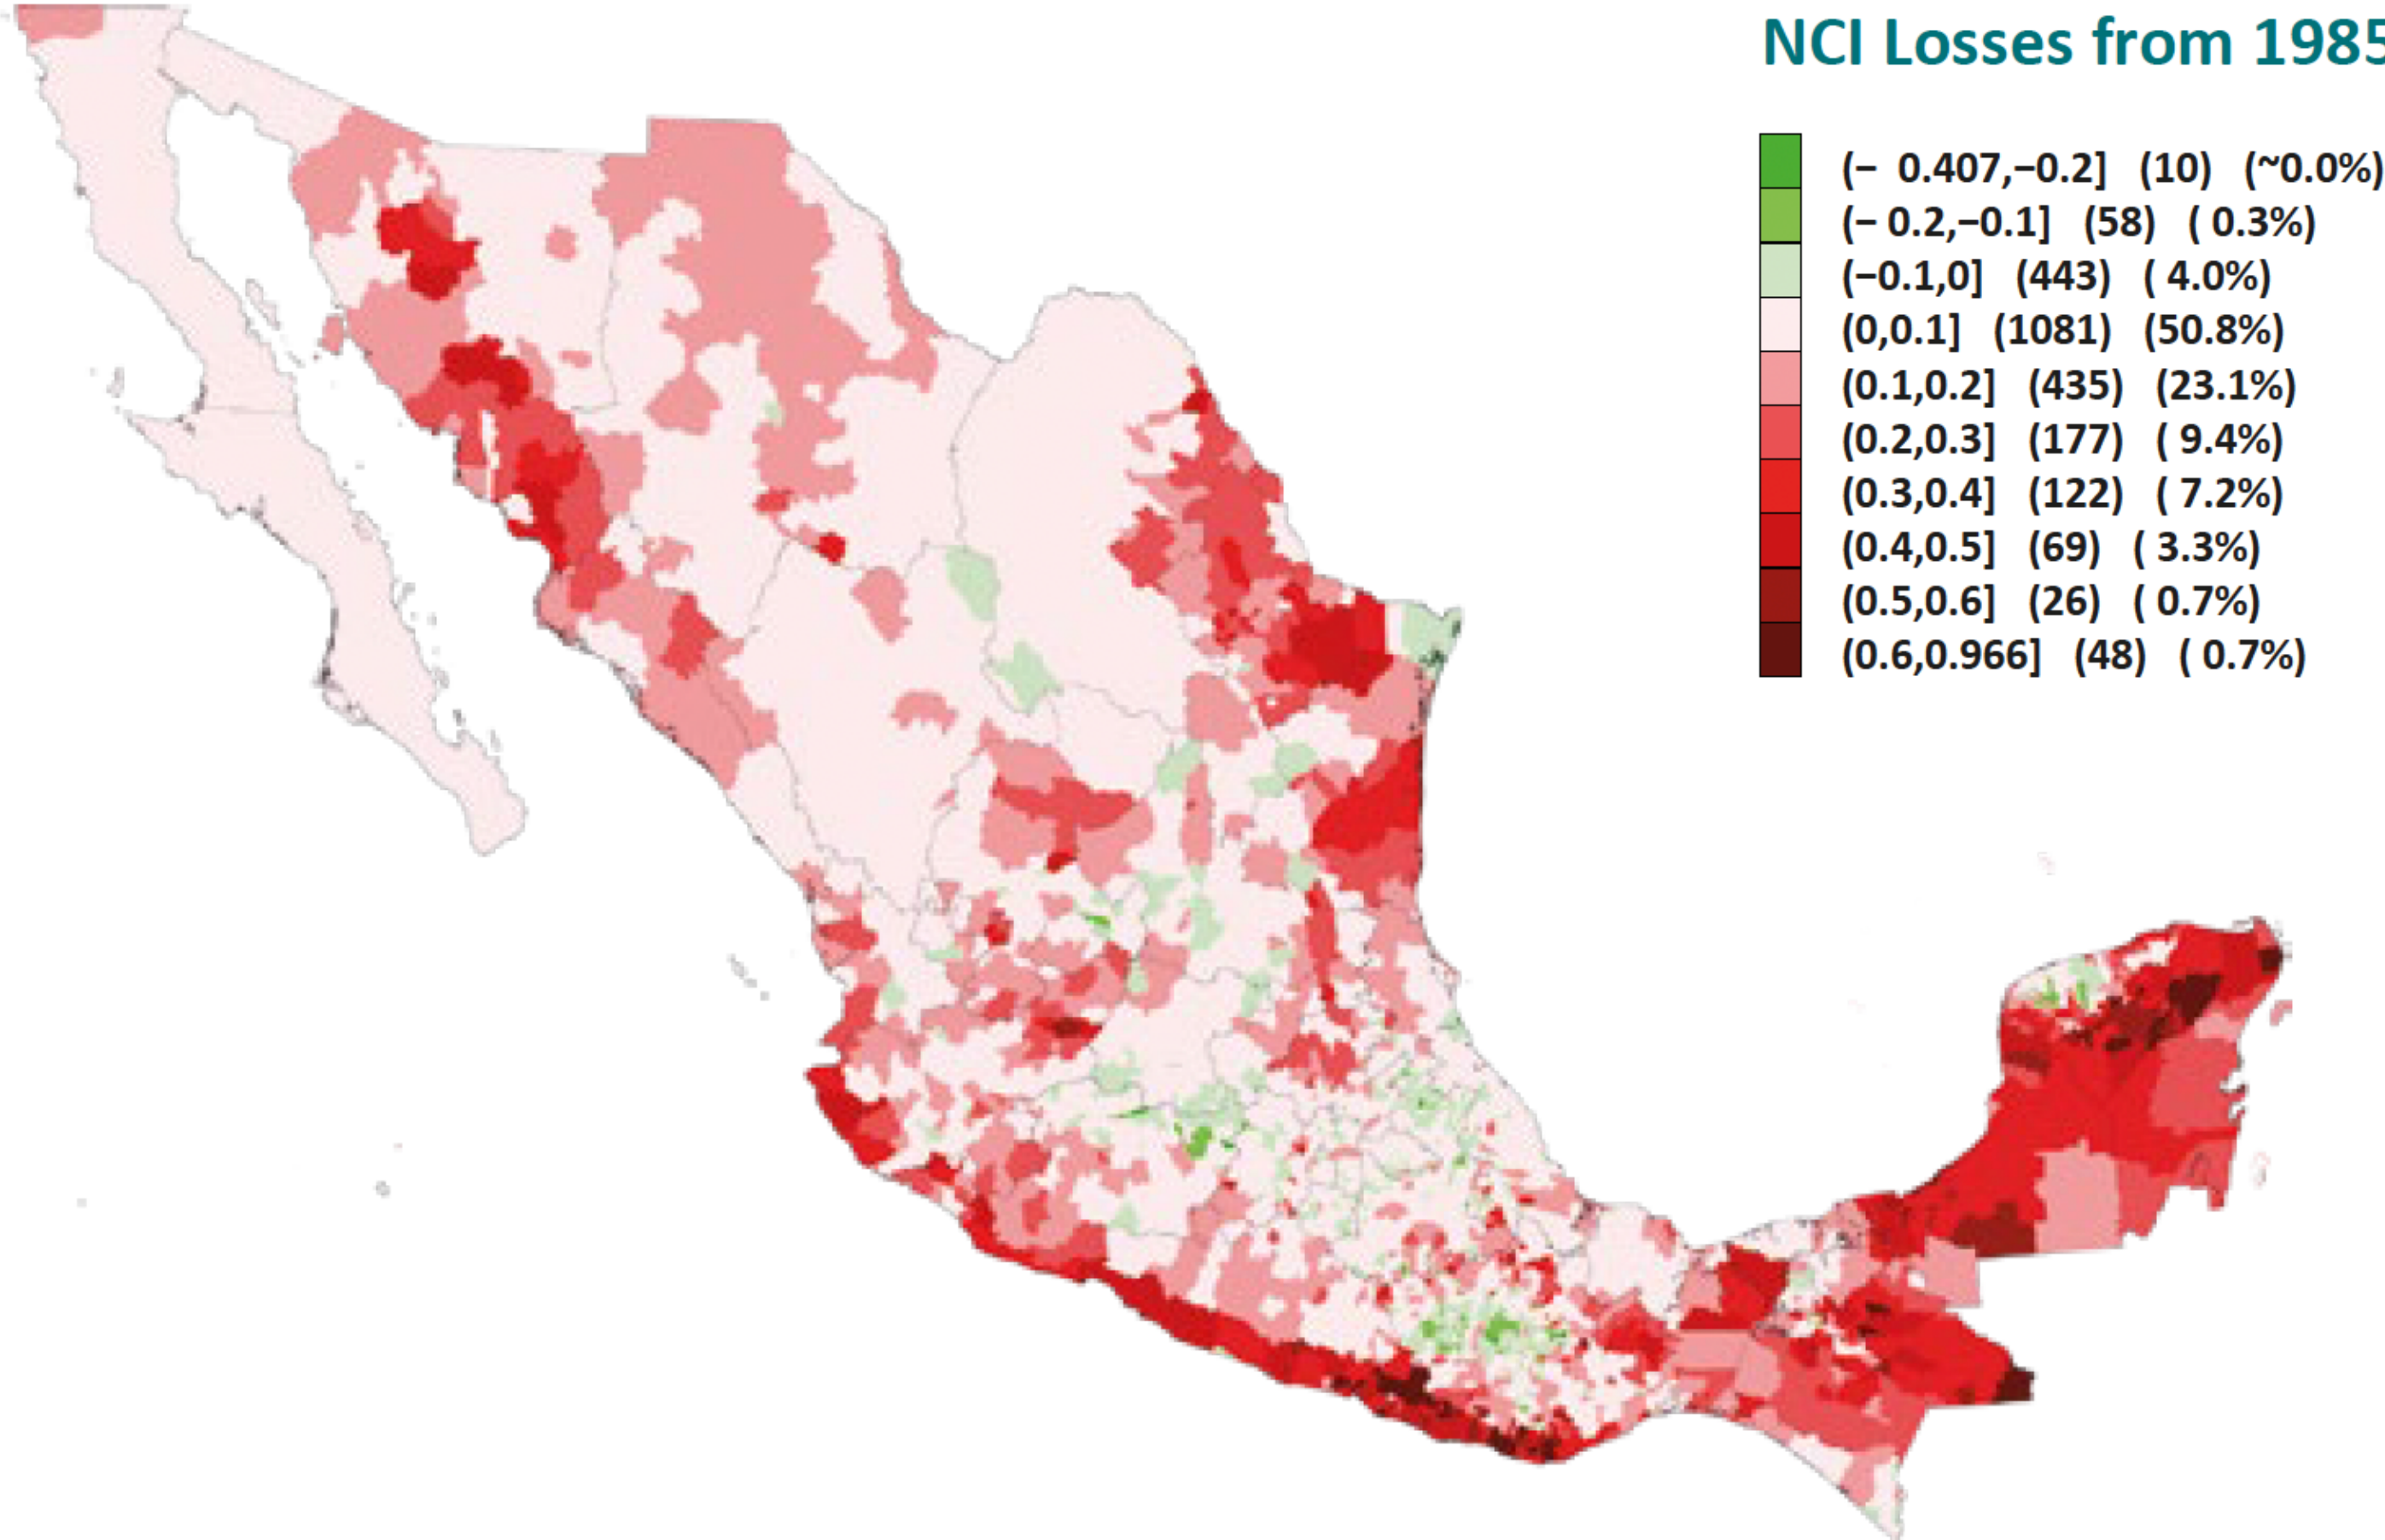 NCI Losses from 1985
(− 0.407,−0.2] (10) (~0.0%)
(− 0.2,−0.1] (58) ( 0.3%)
(−0.1,0] (443) ( 4.0%)
(0,0.1] (1081) (50.8%)
(0.1,0.2] (435) (23.1%)
(0.2,0.3] (177) ( 9.4%)
(0.3,0.4] (122) ( 7.2%)
(0.4,0.5] (69) ( 3.3%)
(0.5,0.6] (26) ( 0.7%)
(0.6,0.966] (48) ( 0.7%)